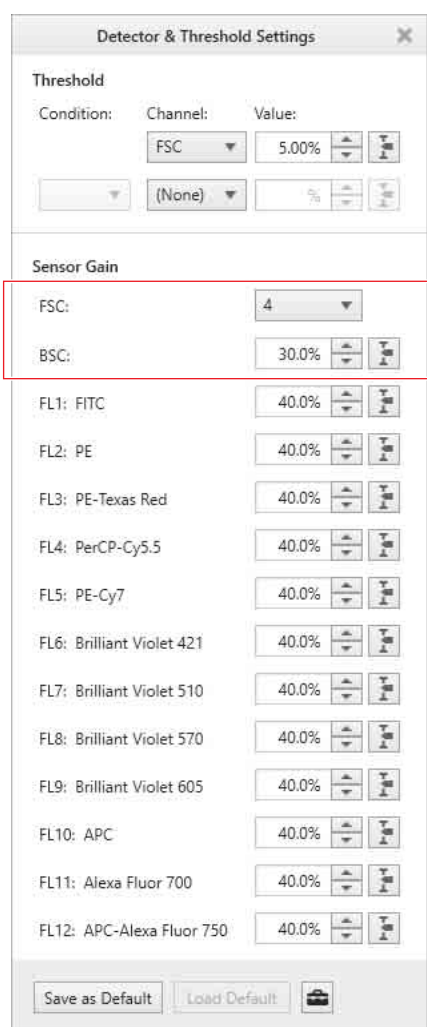 Detector & Threshold Settings
Threshold
Condition: Channel: Value:
FSC 5.00%
(None) %
Sensor Gain
FSC: 4
BSC: 30.0%
FL1: FITC 40.0%
FL2: PE 40.0%
FL3: PE-Texas Red 40.0%
FL4: PerCP-Cy5.5 40.0%
FL5: PE-Cy7 40.0%
FL6: Brilliant Violet 421 40.0%
FL7: Brilliant Violet 510 40.0%
FL8: Brilliant Violet 570 40.0%
FL9: Brilliant Violet 605 40.0%
FL10: APC 40.0%
FL11: Alexa Fluor 700 40.0%
FL12: APC-Alexa Fluor 750 40.0%
Save as Default Load Default